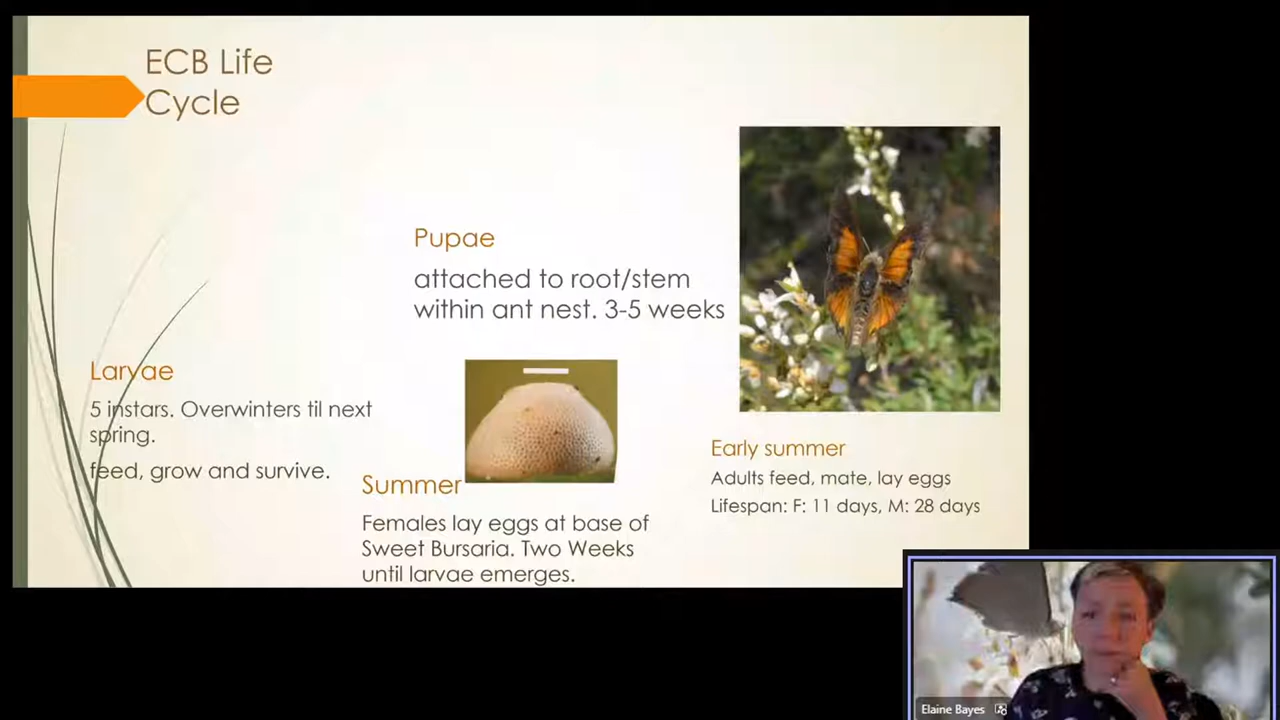 ECB Life
Cycle
Pupae
attached to root/stem
within ant nest. 3-5 weeks
Larvae
5 instars. Overwinters til next
spring.
feed, grow and survive.
Summer
Females lay eggs at base of
Sweet Bursaria. Two Weeks
until larvae emerges.
Early summer
Adults feed, mate, lay eggs
Lifespan: F: 11 days, M: 28 days
Elaine Bayes